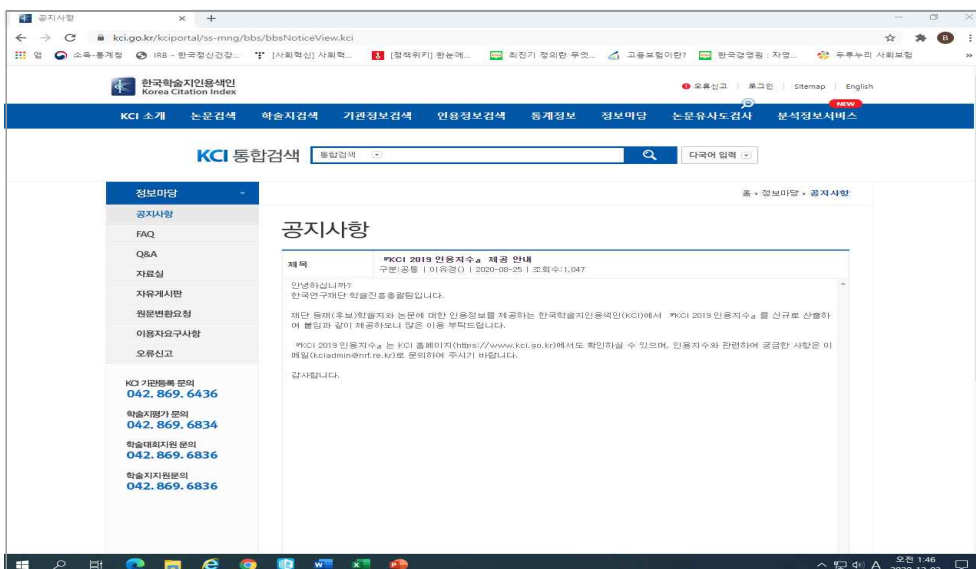 공지사항
kci.go.kr/kciportal/ss-mng/bbs/bbsNoticeView.kci
앱 소득-통계청 IRB - 한국정신건강... [사회혁신] 사회혁... [정책위키] 한눈에... 최진기 정의란 무엇... 고용보험이란? 한국경영원 : 자영... 두루누리 사회보험
한국학술지인용색인
Korea Citation Index
오류신고 로그인 Sitemap English
NEW
KCI 소개 논문검색 학술지검색 기관정보검색 인용정보검색 통계정보 정보마당 논문유사도검사 분석정보서비스
KCI 통합검색 통합검색 다국어 입력
정보마당
홈 정보마당 공지사항
공지사항
FAQ
Q&A
자료실
자유게시판
원문변환요청
이용자요구사항
오류신고
KCI 기관등록 문의
042. 869. 6436
학술지평가 문의
042. 869. 6834
학술대회지원 문의
042. 869. 6836
학술지지원문의
042. 869. 6836
공지사항
제목 『KCI 2019 인용지수』 제공 안내
구분:공통 | 이유경() | 2020-08-25 | 조회수:1,047
안녕하십니까?
한국연구재단 학술진흥총괄팀입니다.
재단 등재(후보)학술지와 논문에 대한 인용정보를 제공하는 한국학술지인용색인(KCI)에서 『KCI 2019 인용지수』 를 신규로 산출하
여 붙임과 같이 제공하오니 많은 이용 부탁드립니다.
『KCI 2019 인용지수』 는 KCI 홈페이지(https://www.kci.go.kr)에서도 확인하실 수 있으며, 인용지수와 관련하여 궁금한 사항은 이
메일(kciadmin@nrf.re.kr)로 문의하여 주시기 바랍니다.
감사합니다.
A 오전 1:46